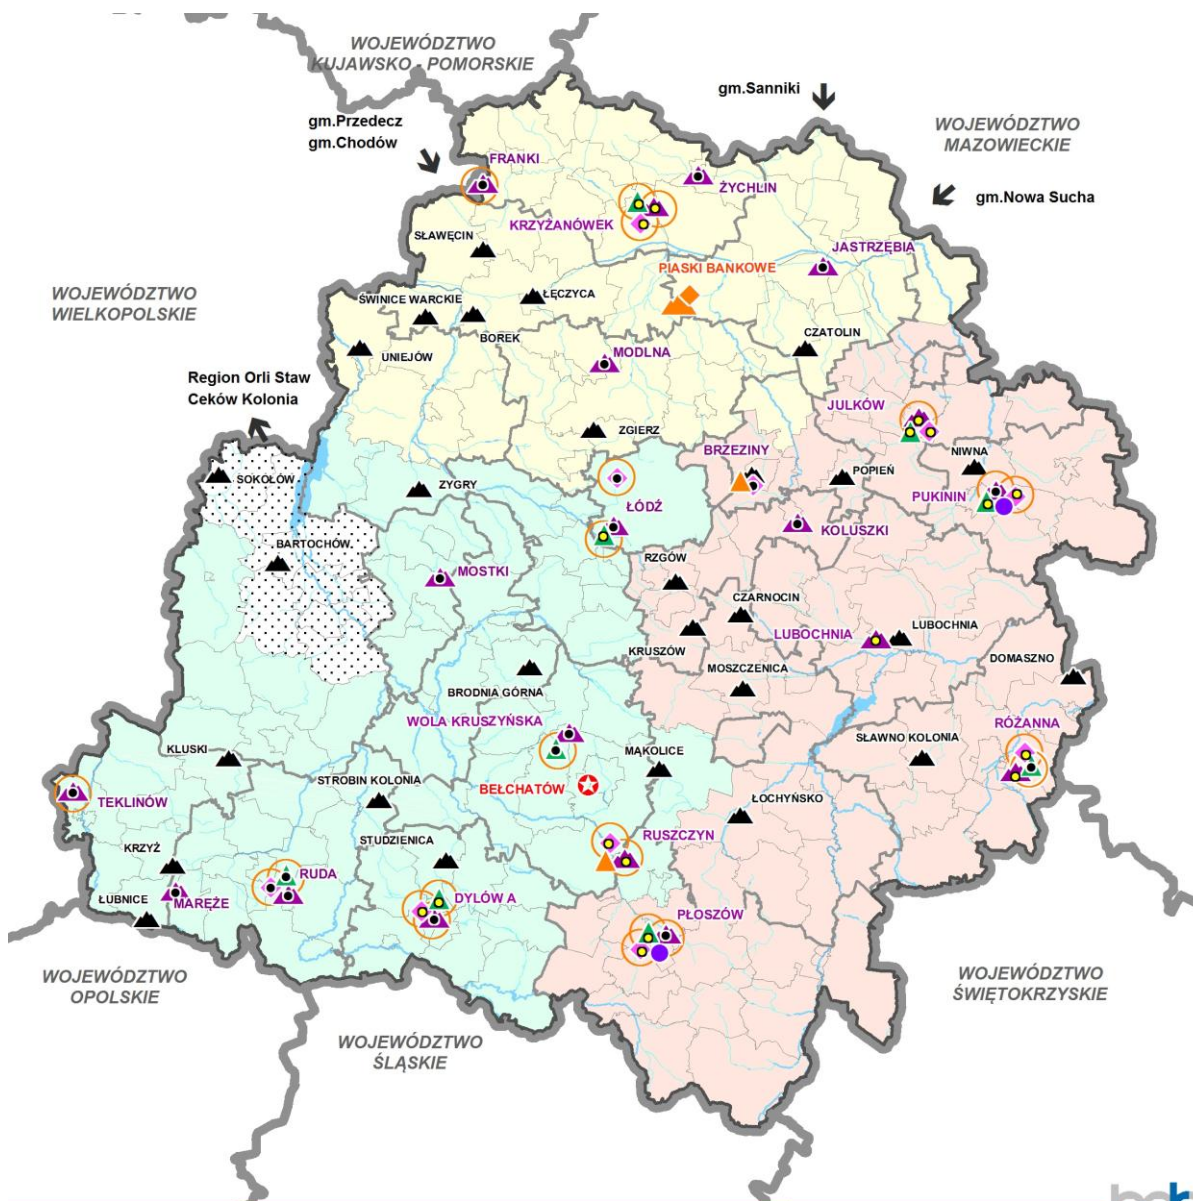 WOJEWÓDZTWO
KUJAWSKO - POMORSKIE
gm.Sanniki
gm.Przedecz
gm.Chodów
WOJEWÓDZTWO
MAZOWIECKIE
FRANKI
ŻYCHLIN
gm.Nowa Sucha
KRZYŻANÓWEK
SŁAWĘCIN
JASTRZĘBIA
PIASKI BANKOWE
WOJEWÓDZTWO
WIELKOPOLSKIE
ŚWINICE WARCKIE
ŁĘCZYCA
BOREK
CZATOLIN
UNIEJÓW
MODLNA
Region Orli Staw
Ceków Kolonia
JULKÓW
ZGIERZ
BRZEZINY
NIWNA
POPIEŃ
SOKOŁÓW
ZYGRY
PUKININ
ŁÓDŹ
KOLUSZKI
BARTOCHÓW
RZGÓW
MOSTKI
CZARNOCIN
LUBOCHNIA
LUBOCHNIA
KRUSZÓW
DOMASZNO
MOSZCZENICA
BRODNIA GÓRNA
WOLA KRUSZYŃSKA
RÓŻANNA
SŁAWNO KOLONIA
KLUSKI
MĄKOLICE
STROBIN KOLONIA
BEŁCHATÓW
TEKLINÓW
ŁOCHYŃSKO
RUSZCZYN
STUDZIENICA
KRZYŻ
RUDA
ŁUBNICE
MARĘŻE
DYLÓW A
PŁOSZÓW
WOJEWÓDZTWO
OPOLSKIE
WOJEWÓDZTWO
ŚWIĘTOKRZYSKIE
WOJEWÓDZTWO
ŚLĄSKIE